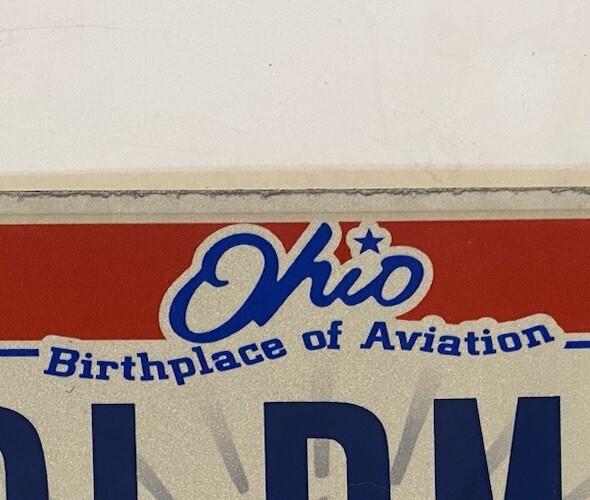 Ohio
Birthplace of Aviation